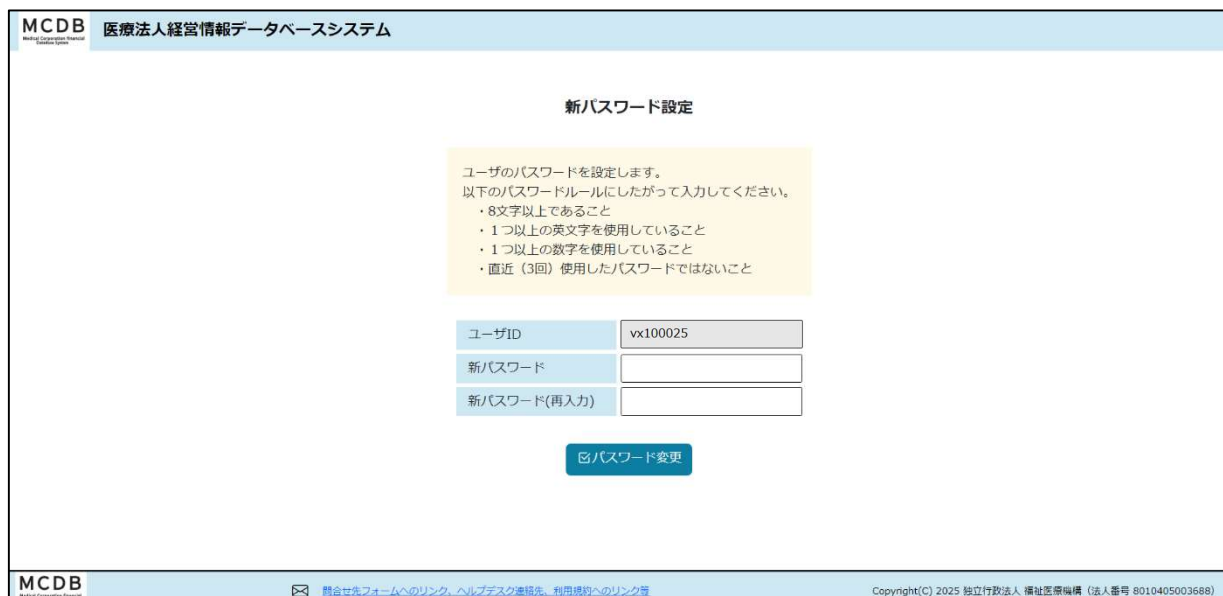 MCDB
Medical Corporation Financial
Database System
医療法人経営情報データベースシステム
新パスワード設定
ユーザのパスワードを設定します。
以下のパスワードルールにしたがって入力してください。
・8文字以上であること
・１つ以上の英文字を使用していること
・１つ以上の数字を使用していること
・直近（3回）使用したパスワードではないこと
ユーザID
vx100025
新パスワード
新パスワード(再入力)
パスワード変更
MCDB
Medical Corporation Financial
問合せ先フォームへのリンク、ヘルプデスク連絡先、利用規約へのリンク等
Copyright(C) 2025 独立行政法人 福祉医療機構（法人番号 8010405003688）